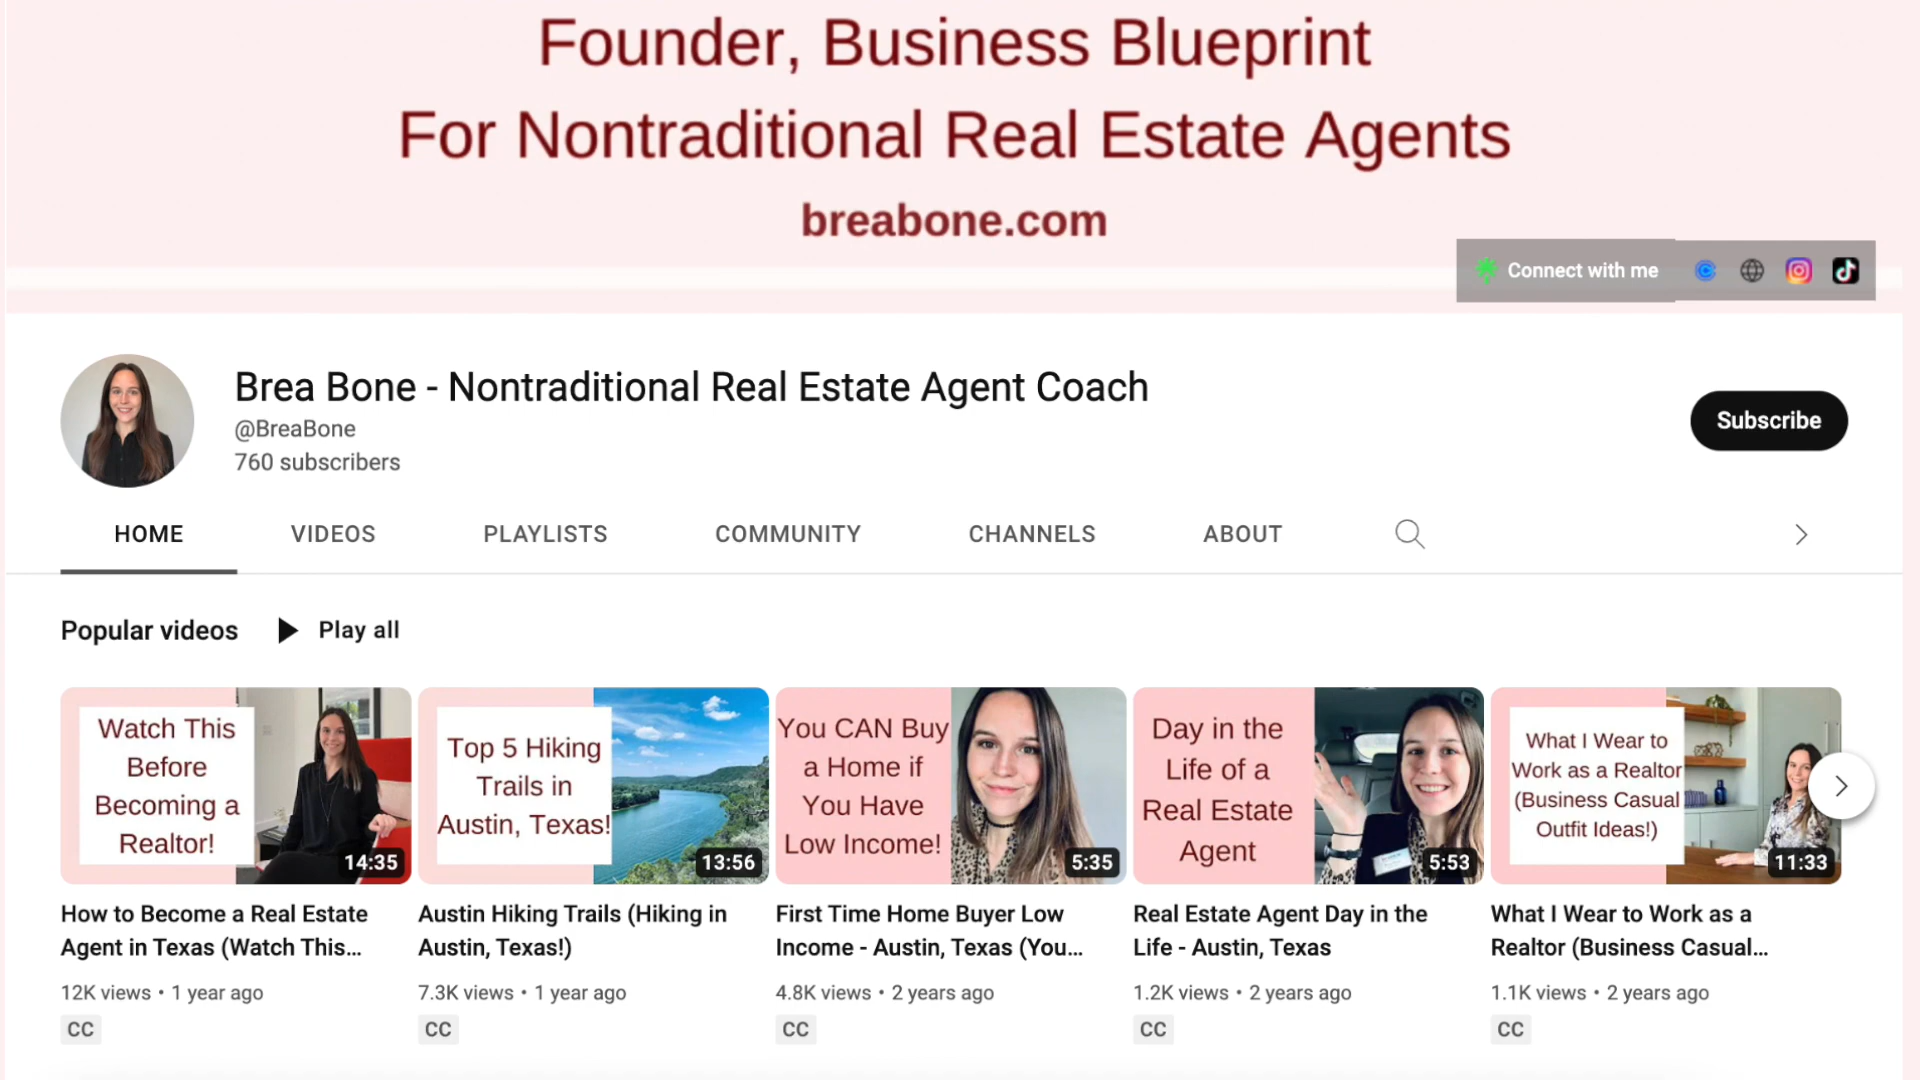 Founder, Business Blueprint
For Nontraditional Real Estate Agents
breabone.com
Connect with me
Brea Bone - Nontraditional Real Estate Agent Coach
@BreaBone
760 subscribers
Subscribe
HOME VIDEOS PLAYLISTS COMMUNITY CHANNELS ABOUT
Popular videos Play all
Watch This
Before
Becoming a
Realtor!
14:35
Top 5 Hiking
Trails in
Austin, Texas!
13:56
You CAN Buy
a Home if
You Have
Low Income!
5:35
Day in the
Life of a
Real Estate
Agent
5:53
What I Wear to
Work as a Realtor
(Business Casual
Outfit Ideas!)
11:33
How to Become a Real Estate
Agent in Texas (Watch This...
12K views • 1 year ago
CC
Austin Hiking Trails (Hiking in
Austin, Texas!)
7.3K views • 1 year ago
CC
First Time Home Buyer Low
Income - Austin, Texas (You...
4.8K views • 2 years ago
CC
Real Estate Agent Day in the
Life - Austin, Texas
1.2K views • 2 years ago
CC
What I Wear to Work as a
Realtor (Business Casual...
1.1K views • 2 years ago
CC